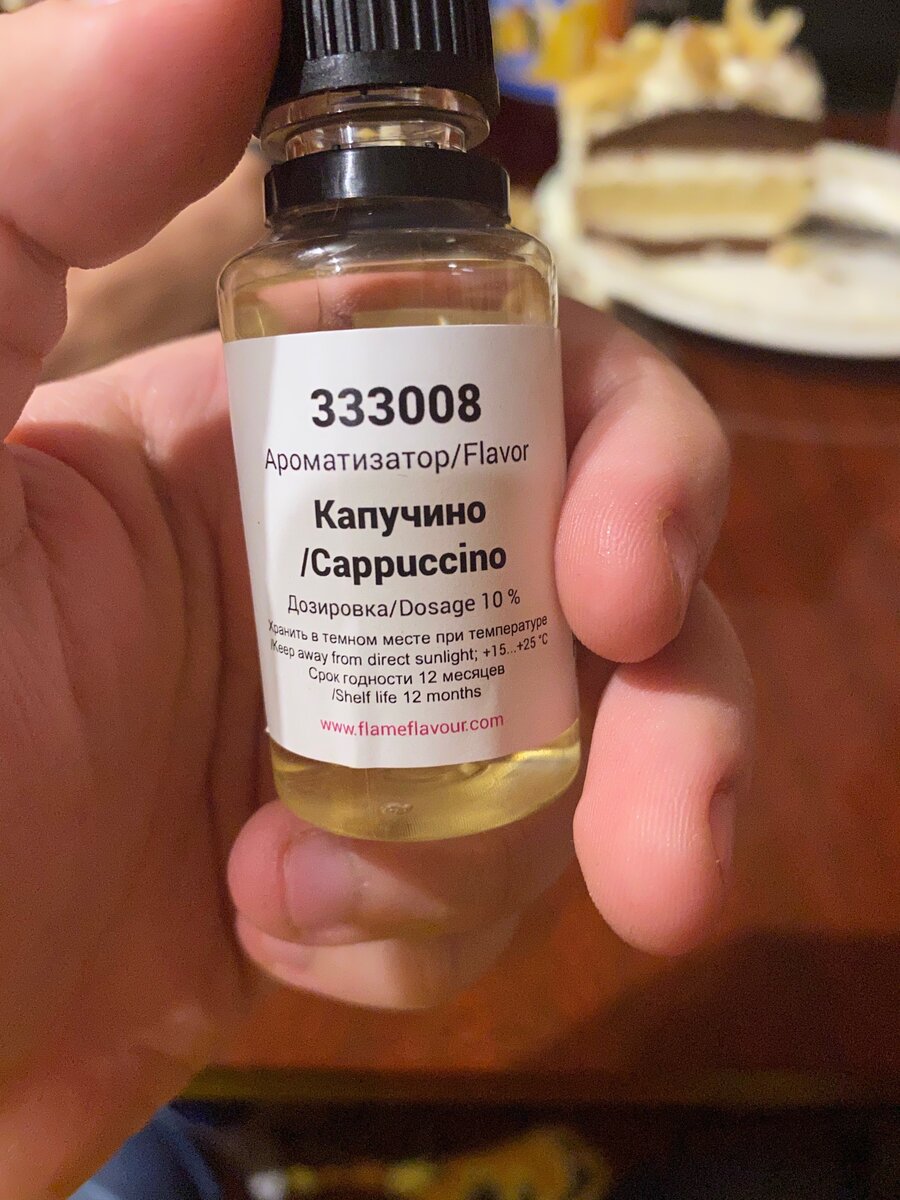 333008
Ароматизатор/Flavor
Капучино
/Cappuccino
Дозировка/Dosage 10 %
Хранить в темном месте при температуре
/Keep away from direct sunlight; +15...+25 °C
Срок годности 12 месяцев
/Shelf life 12 months
www.flameflavour.com